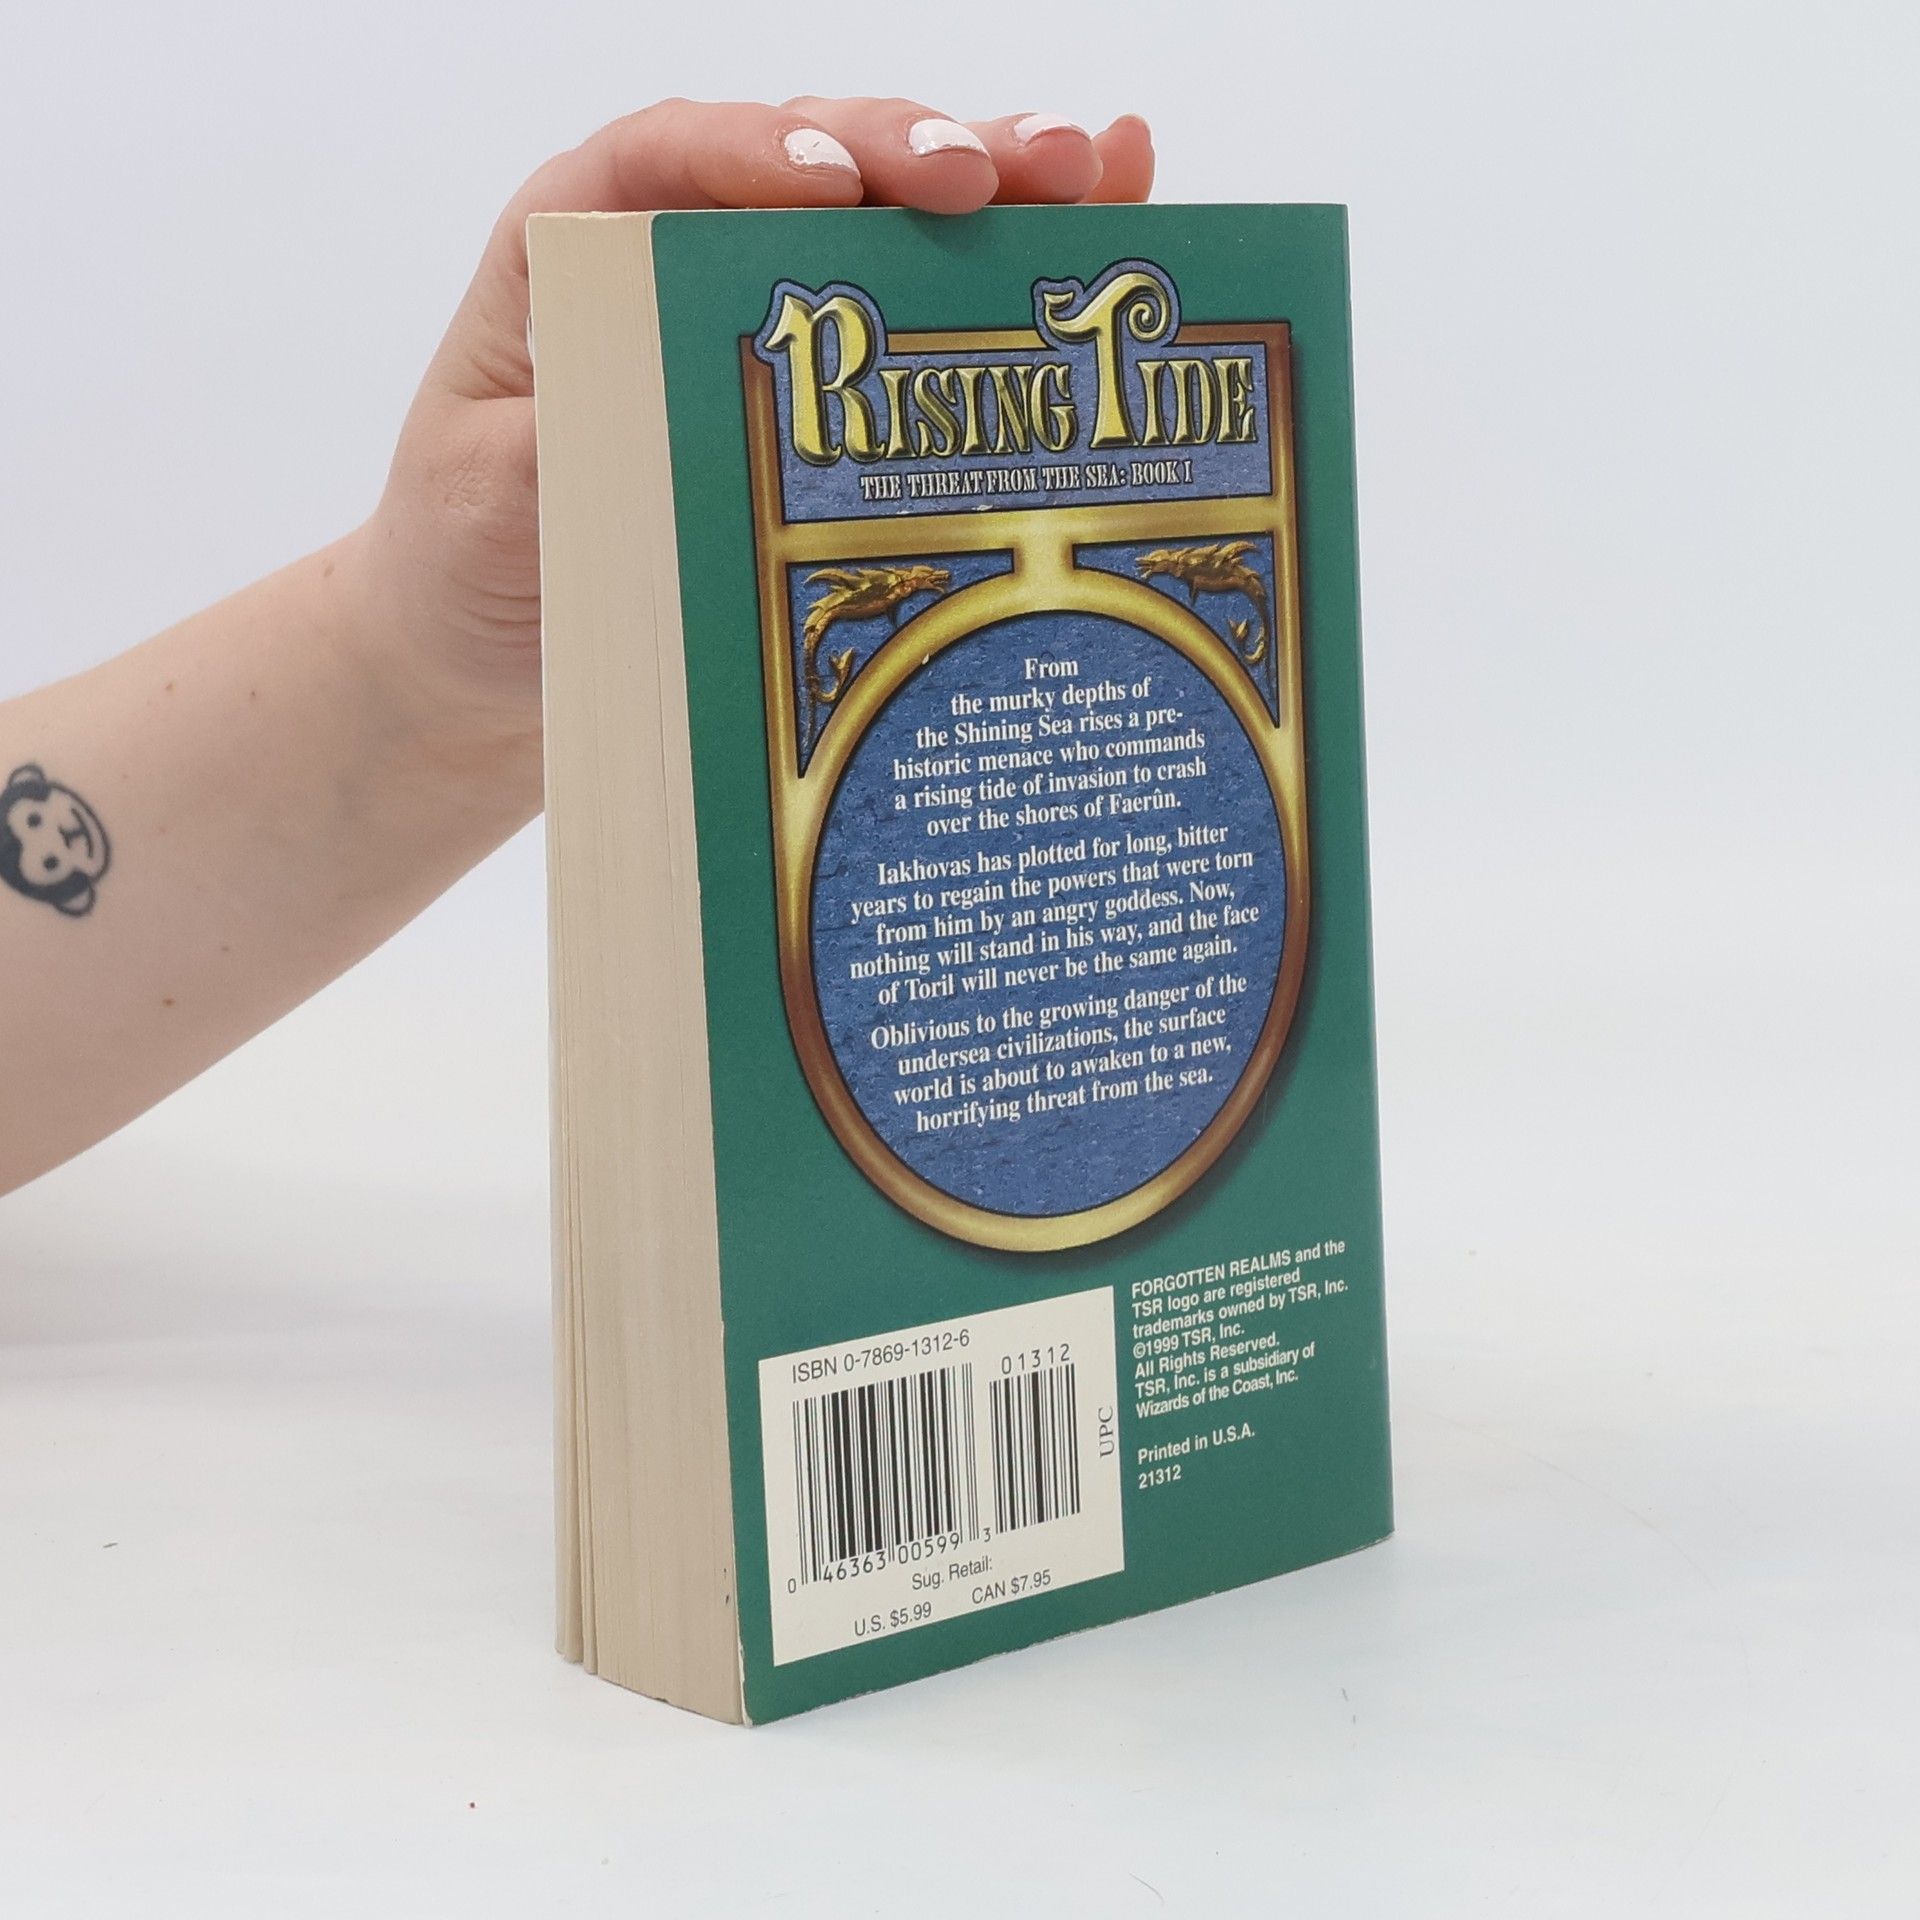 RISING TIDE
THE THREAT FROM THE SEA: BOOK I
From
the murky depths of
the Shining Sea rises a pre-
historic menace who commands
a rising tide of invasion to crash
over the shores of Faerûn.
Iakhovas has plotted for long, bitter
years to regain the powers that were torn
from him by an angry goddess. Now,
nothing will stand in his way, and the face
of Toril will never be the same again.
Oblivious to the growing danger of the
undersea civilizations, the surface
world is about to awaken to a new,
horrifying threat from the sea.
FORGOTTEN REALMS and the
TSR logo are registered
trademarks owned by TSR, Inc.
©1999 TSR, Inc.
All Rights Reserved.
TSR, Inc. is a subsidiary of
Wizards of the Coast, Inc.
Printed in U.S.A.
21312
ISBN 0-7869-1312-6
01312
UPC
0 46363 00599 3
Sug. Retail:
U.S. $5.99 CAN $7.95